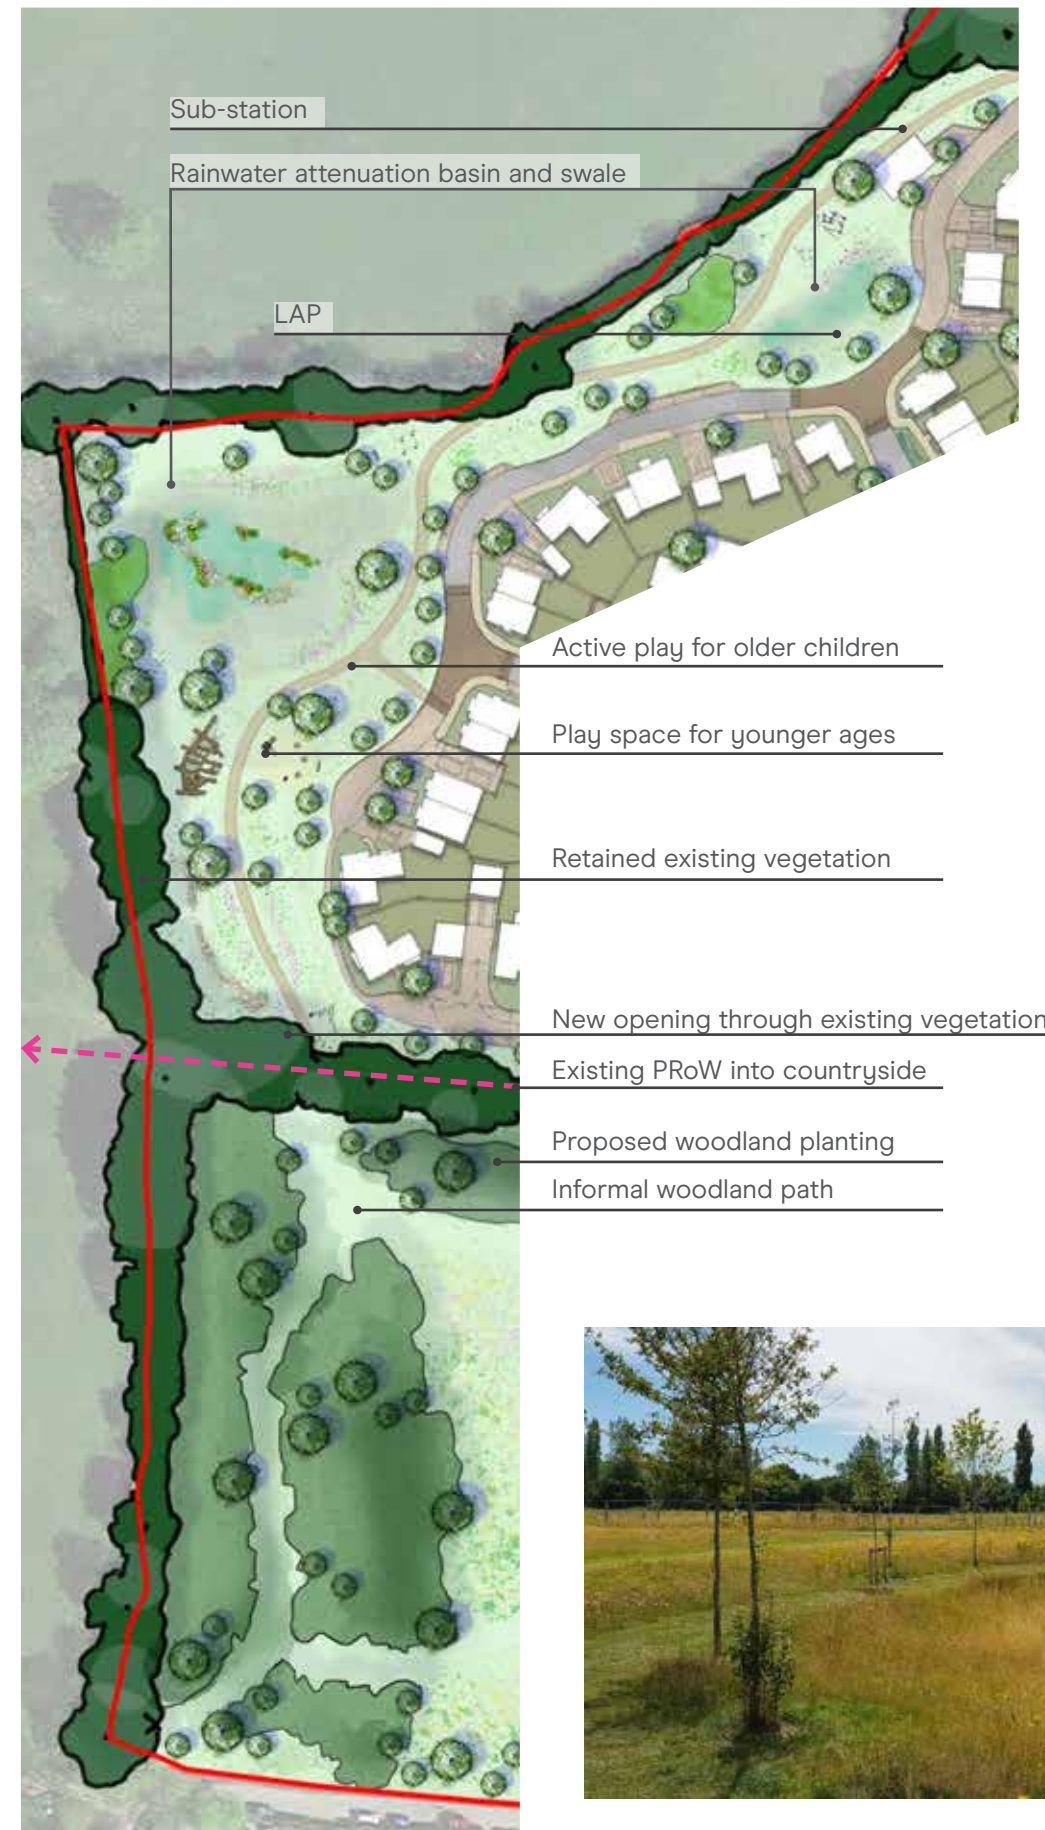 Sub-station
Rainwater attenuation basin and swale
LAP
Active play for older children
Play space for younger ages
Retained existing vegetation
New opening through existing vegetation
Existing PRoW into countryside
Proposed woodland planting
Informal woodland path